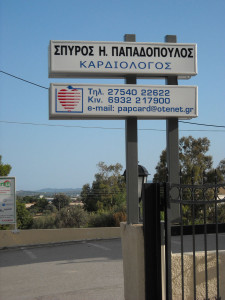 ΣΠΥΡΟΣ Η. ΠΑΠΑΔΟΠΟΥΛΟΣ
ΚΑΡΔΙΟΛΟΓΟΣ
Τηλ. 27540 22622
Κιν. 6932 217900
e-mail: papcard@otenet.gr